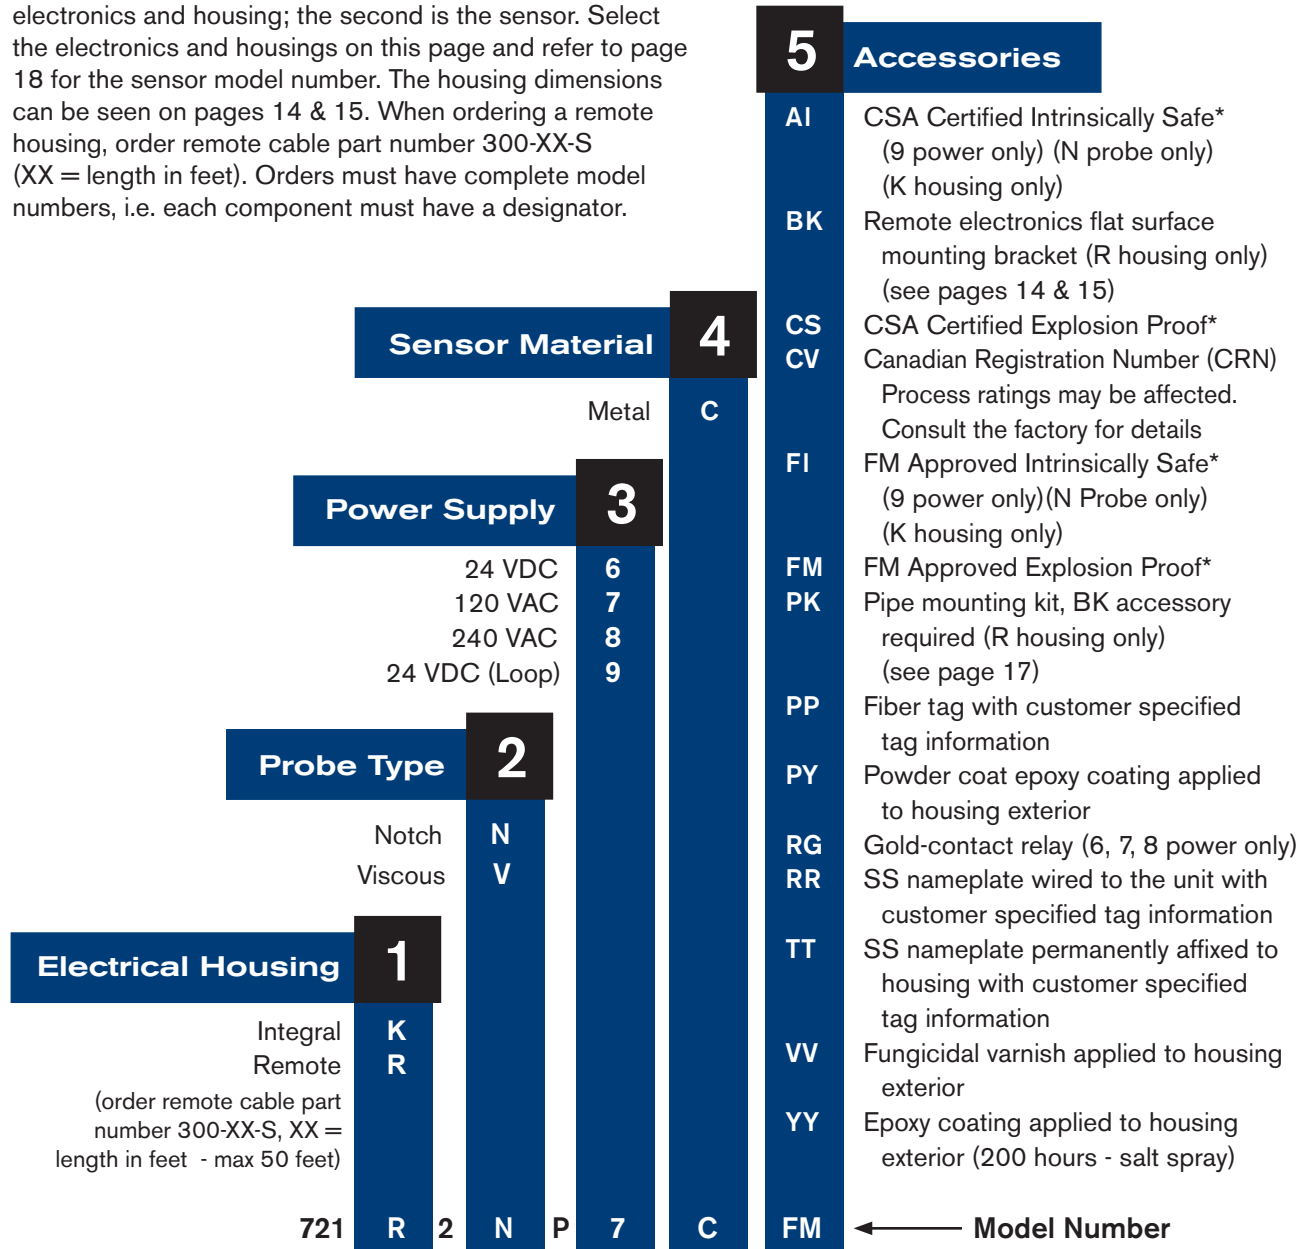 electronics and housing; the second is the sensor. Select
the electronics and housings on this page and refer to page
18 for the sensor model number. The housing dimensions
can be seen on pages 14 & 15. When ordering a remote
housing, order remote cable part number 300-XX-S
(XX = length in feet). Orders must have complete model
numbers, i.e. each component must have a designator.
5 Accessories
AI CSA Certified Intrinsically Safe*
(9 power only) (N probe only)
(K housing only)
BK Remote electronics flat surface
mounting bracket (R housing only)
(see pages 14 & 15)
CS CSA Certified Explosion Proof*
CV Canadian Registration Number (CRN)
Process ratings may be affected.
Consult the factory for details
FI FM Approved Intrinsically Safe*
(9 power only)(N Probe only)
(K housing only)
FM FM Approved Explosion Proof*
PK Pipe mounting kit, BK accessory
required (R housing only)
(see page 17)
PP Fiber tag with customer specified
tag information
PY Powder coat epoxy coating applied
to housing exterior
RG Gold-contact relay (6, 7, 8 power only)
RR SS nameplate wired to the unit with
customer specified tag information
TT SS nameplate permanently affixed to
housing with customer specified
tag information
VV Fungicidal varnish applied to housing
exterior
YY Epoxy coating applied to housing
exterior (200 hours - salt spray)
Sensor Material 4
Metal C
Power Supply 3
24 VDC 6
120 VAC 7
240 VAC 8
24 VDC (Loop) 9
Probe Type 2
Notch N
Viscous V
Electrical Housing 1
Integral K
Remote R
(order remote cable part
number 300-XX-S, XX =
length in feet - max 50 feet)
721 R 2 N P 7 C FM Model Number